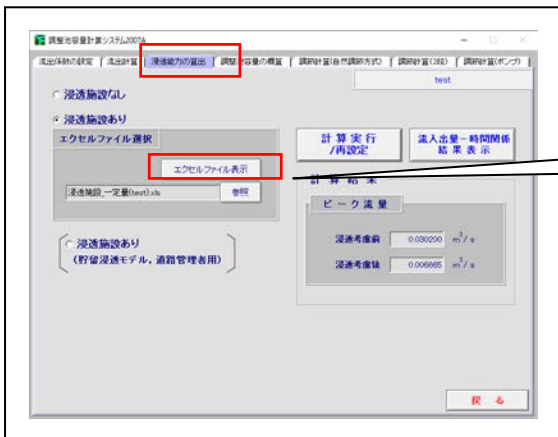 調整池容量計算システム2007A
流出係数の設定
流出計算
浸透能力の算出
調整池容量の概算
調節計算(自然調節方式)
調節計算(2段)
調節計算(ポンプ)
test
浸透施設なし
浸透施設あり
エクセルファイル選択
エクセルファイル表示
浸透施設_一定量(test).xls
参照
浸透施設あり
(貯留浸透モデル，道路管理者用)
計算実行
/再設定
流入出量－時間関係
結果表示
計算結果
ピーク流量
浸透考慮前
0.030200
m³/s
浸透考慮後
0.006665
m³/s
戻る